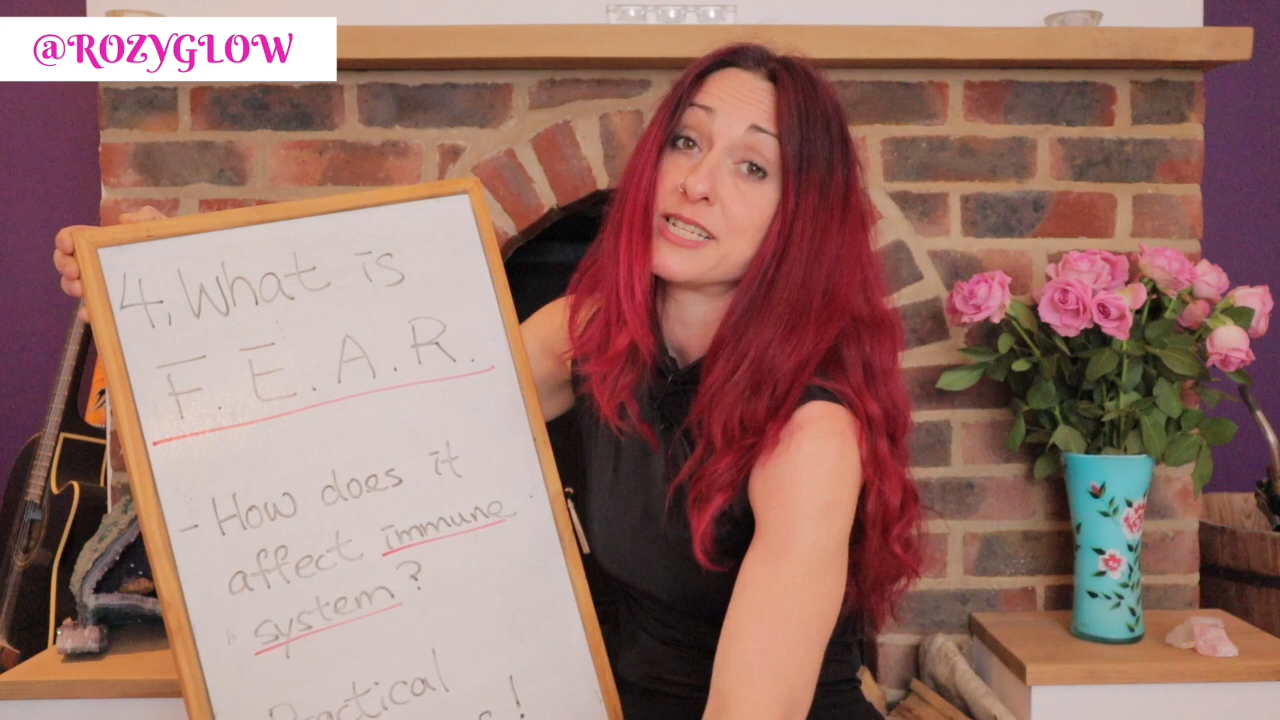 @ROZYGLOW
4, What is
F.E.A.R.
- How does it
affect immune
system?
Practical